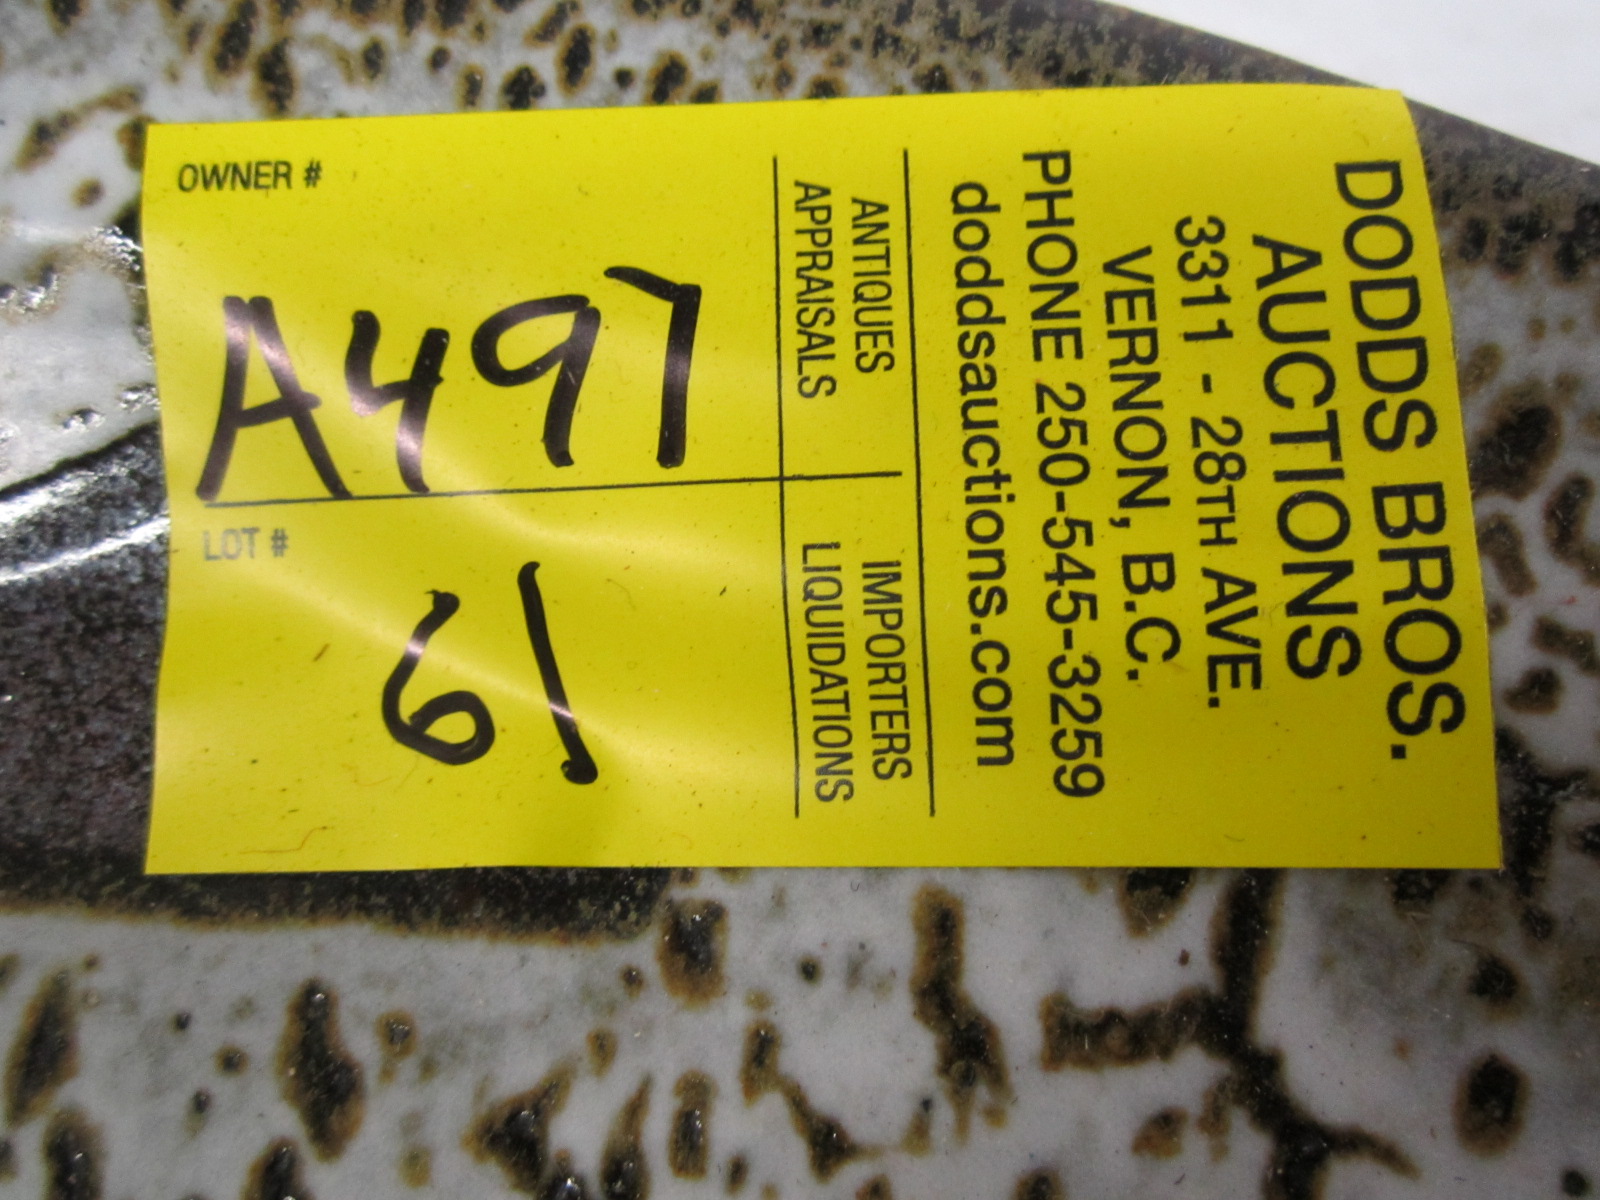 DODDS BROS.
AUCTIONS
3311 - 28TH AVE.
VERNON, B.C.
PHONE 250-545-3259
doddsauctions.com
ANTIQUES
APPRAISALS
IMPORTERS
LIQUIDATIONS
OWNER #
A497
LOT #
61